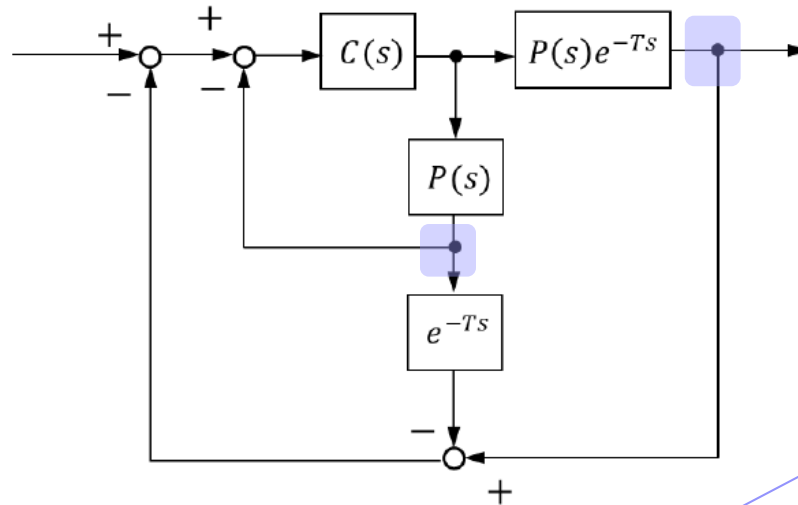 +
+
−
−
C(s)
P(s)e^{-Ts}
P(s)
e^{-Ts}
−
+